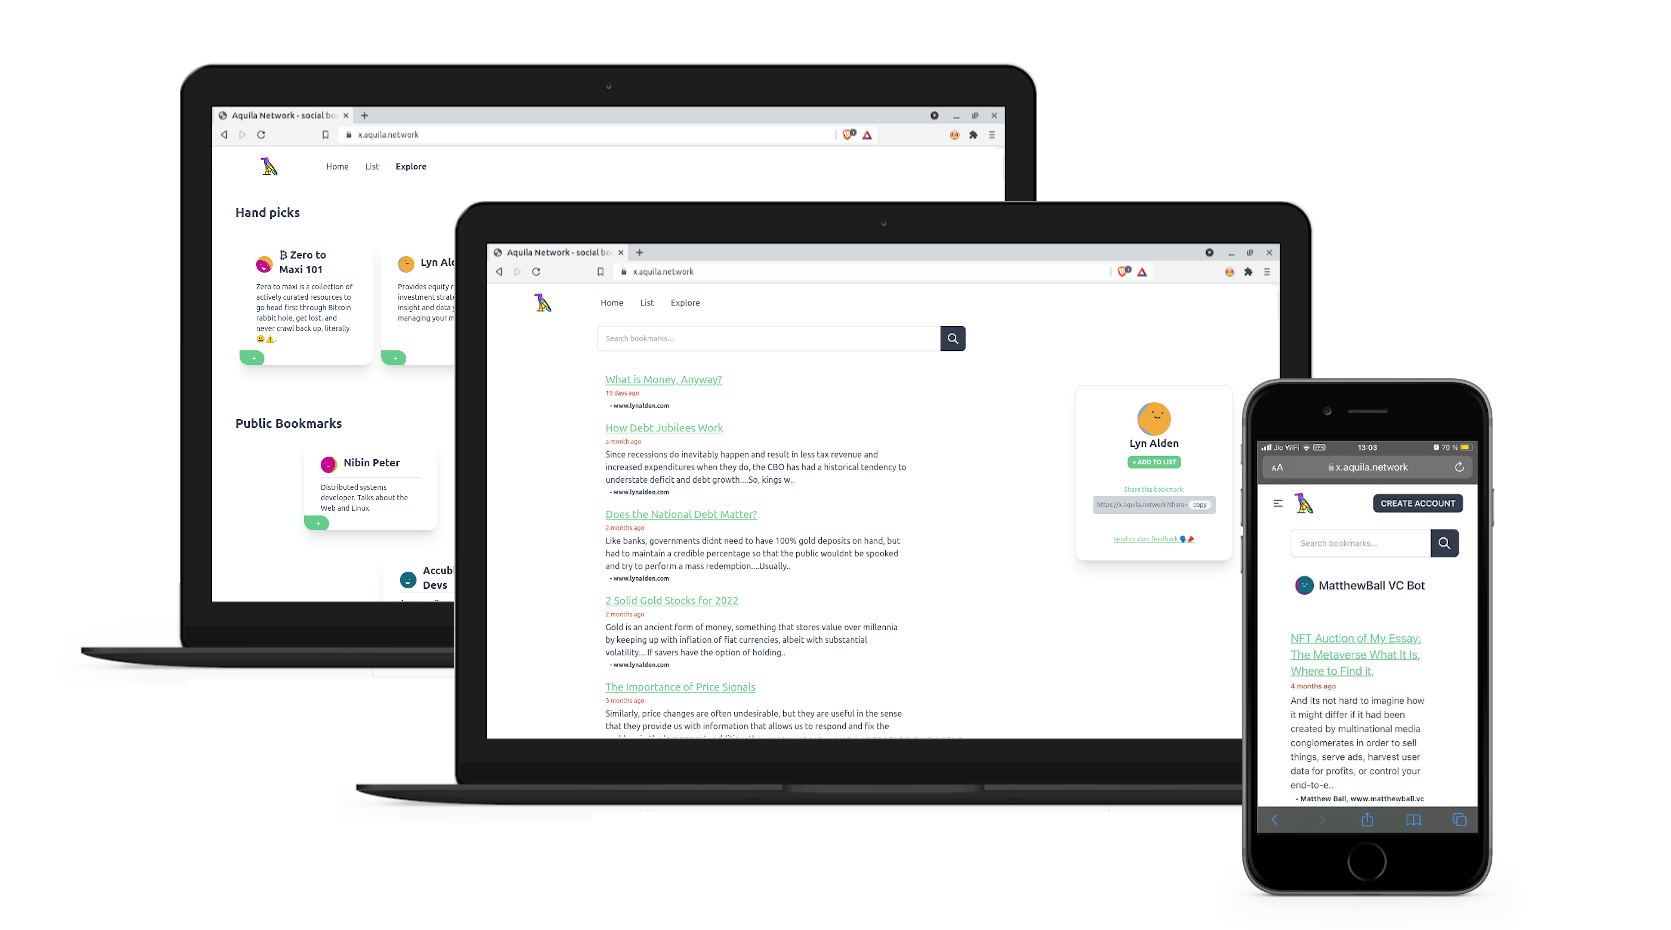 Aquila Network - social bo
x.aquila.network
Home List Explore
Hand picks
₿ Zero to
Maxi 101
Zero to maxi is a collection of
actively curated resources to
go head first through Bitcoin
rabbit hole, get lost, and
never crawl back up, literally
😃⚠️.
+
Lyn Al
Provides equity r
investment strat
insight and data
managing your m
+
Public Bookmarks
Nibin Peter
Distributed systems
developer. Talks about the
Web and Linux.
+
Accubi
Devs
Aquila Network - social bo
x.aquila.network
Home List Explore
Search bookmarks...
What is Money, Anyway?
19 days ago
- www.lynalden.com
How Debt Jubilees Work
a month ago
Since recessions do inevitably happen and result in less tax revenue and
increased expenditures when they do, the CBO has had a historical tendency to
understate deficit and debt growth....So, kings w..
- www.lynalden.com
Does the National Debt Matter?
2 months ago
Like banks, governments didnt need to have 100% gold deposits on hand, but
had to maintain a credible percentage so that the public wouldnt be spooked
and try to perform a mass redemption....Usually..
- www.lynalden.com
2 Solid Gold Stocks for 2022
2 months ago
Gold is an ancient form of money, something that stores value over millennia
by keeping up with inflation of fiat currencies, albeit with substantial
volatility....If savers have the option of holding..
- www.lynalden.com
The Importance of Price Signals
3 months ago
Similarly, price changes are often undesirable, but they are useful in the sense
that they provide us with information that allows us to respond and fix the
Lyn Alden
+ ADD TO LIST
Share this bookmark:
https://x.aquila.network?share= copy
send us your feedback
Jio WiFi VPN 13:03 70 %
AA x.aquila.network
CREATE ACCOUNT
Search bookmarks...
MatthewBall VC Bot
NFT Auction of My Essay:
The Metaverse What It Is,
Where to Find it,
4 months ago
And its not hard to imagine how
it might differ if it had been
created by multinational media
conglomerates in order to sell
things, serve ads, harvest user
data for profits, or control your
end-to-e..
- Matthew Ball, www.matthewball.vc